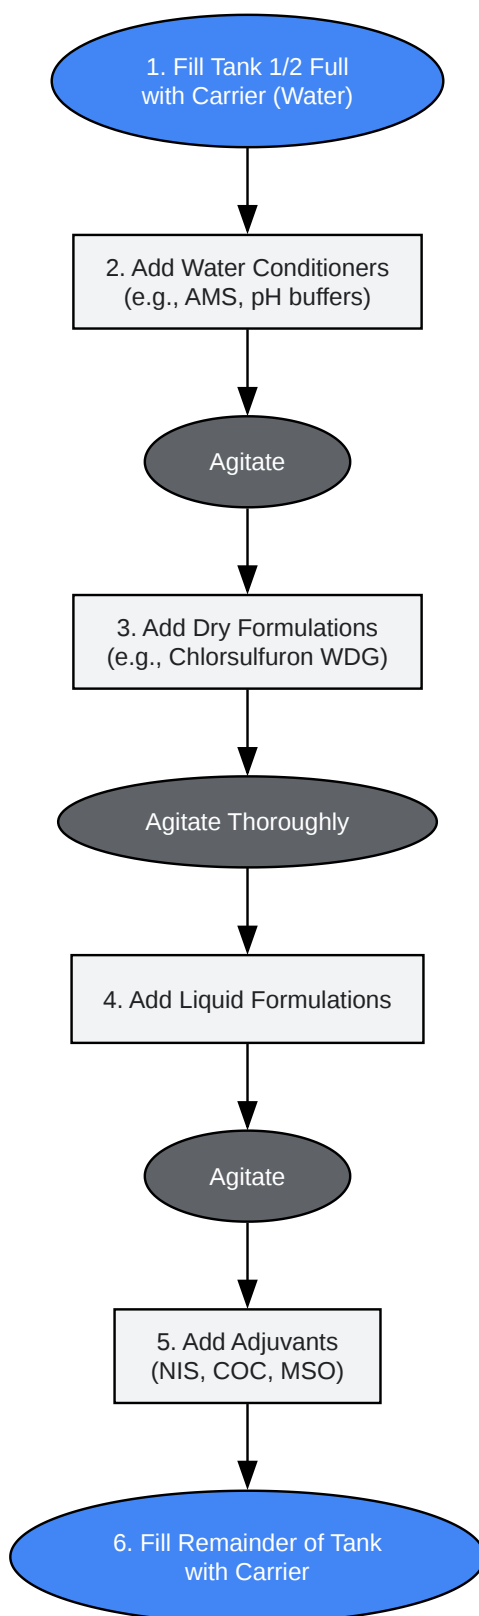 1. Fill Tank 1/2 Full
with Carrier (Water)
2. Add Water Conditioners
(e.g., AMS, pH buffers)
Agitate
3. Add Dry Formulations
(e.g., Chlorsulfuron WDG)
Agitate Thoroughly
4. Add Liquid Formulations
Agitate
5. Add Adjuvants
(NIS, COC, MSO)
6. Fill Remainder of Tank
with Carrier